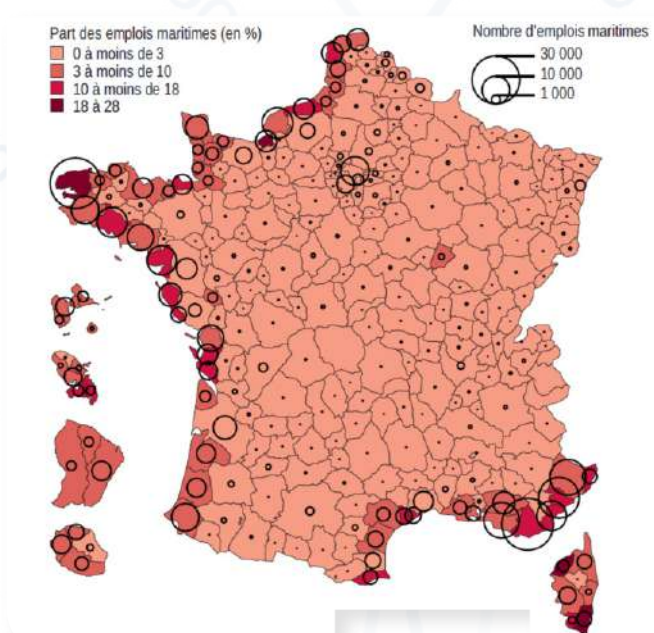 Part des emplois maritimes (en %)
0 à moins de 3
3 à moins de 10
10 à moins de 18
18 à 28
Nombre d'emplois maritimes
30 000
10 000
1 000